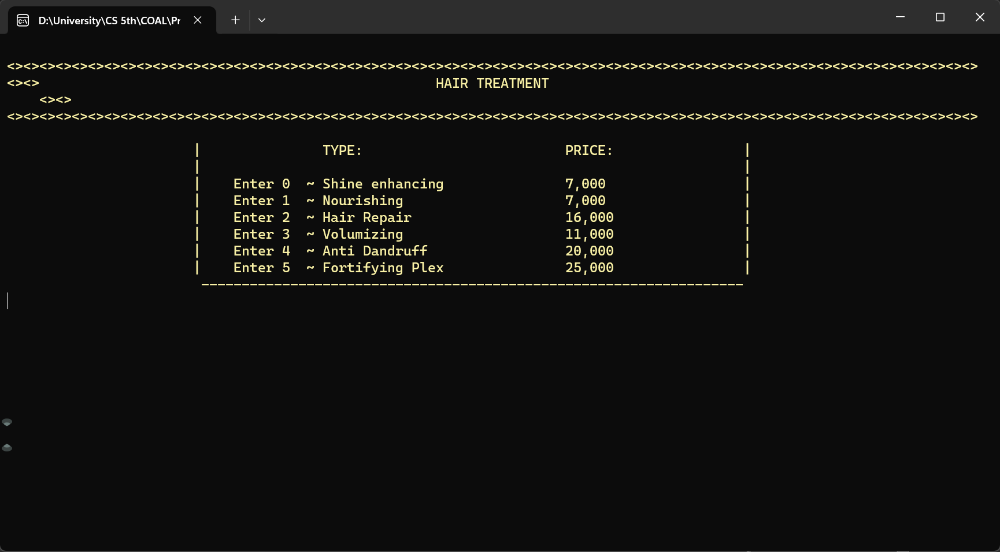 D:\University\CS 5th\COAL\Pr
<><><><><><><><><><><><><><><><><><><><><><><><><><><><><><><><><><><><><><><><><><><><><><><><><><><><><><><><><><><><>
<><> HAIR TREATMENT
<><>
<><><><><><><><><><><><><><><><><><><><><><><><><><><><><><><><><><><><><><><><><><><><><><><><><><><><><><><><><><><><>
| TYPE: PRICE: |
| |
| Enter 0 ~ Shine enhancing 7,000 |
| Enter 1 ~ Nourishing 7,000 |
| Enter 2 ~ Hair Repair 16,000 |
| Enter 3 ~ Volumizing 11,000 |
| Enter 4 ~ Anti Dandruff 20,000 |
| Enter 5 ~ Fortifying Plex 25,000 |
-------------------------------------------------------------------